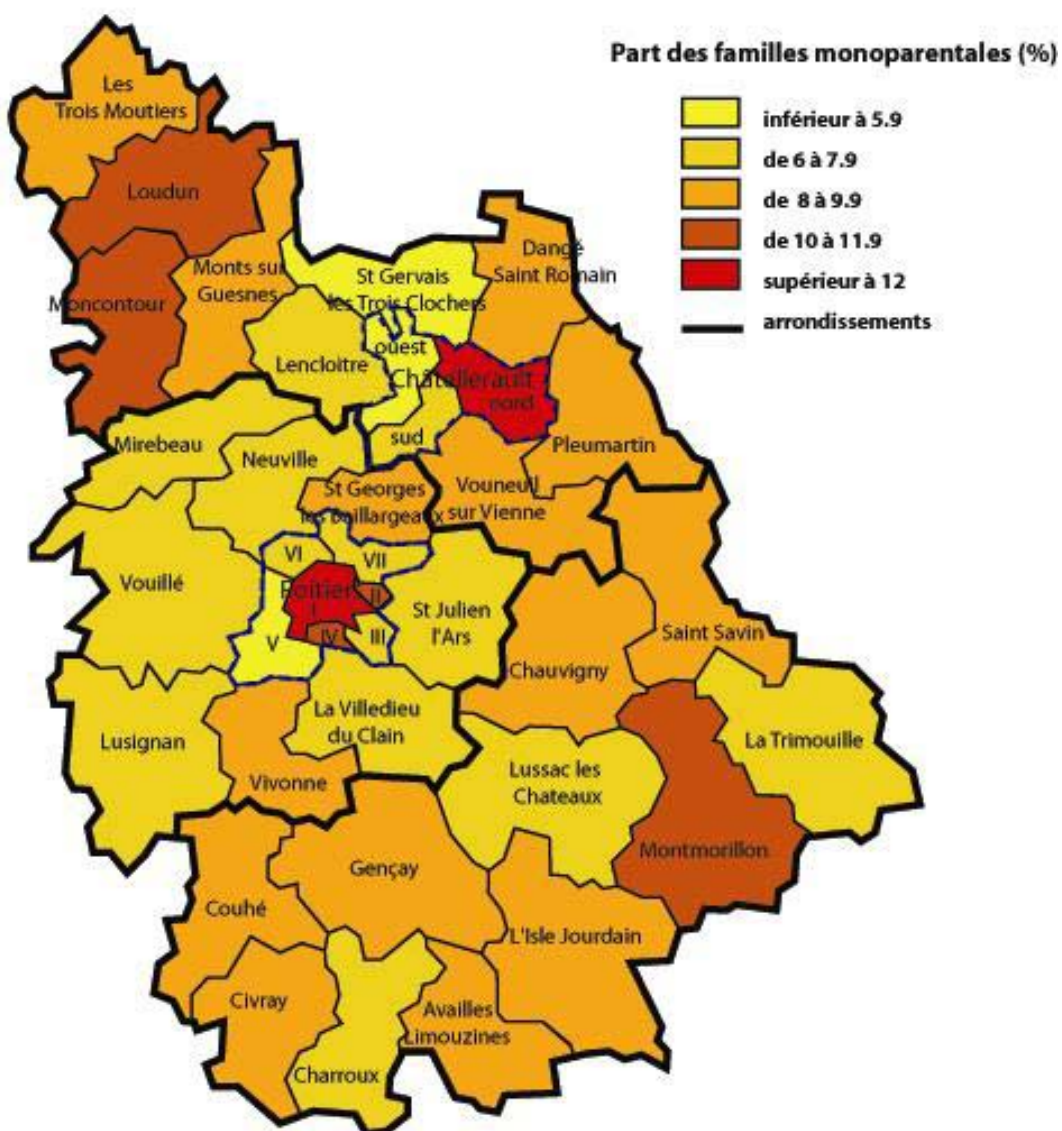 Part des familles monoparentales (%)
inférieur à 5.9
de 6 à 7.9
de 8 à 9.9
de 10 à 11.9
supérieur à 12
arrondissements
Les
Trois Moutiers
Loudun
Moncontour
Monts sur
Guesnes
St Gervais
les Trois Clochers
Dangé
Saint Romain
Lencloitre
ouest
Châtellerault
nord
sud
Pleumartin
Mirebeau
Neuville
St Georges
les Baillargeaux
Vouneuil
sur Vienne
VI
VII
Vouillé
Poitiers
I
II
St Julien
l'Ars
V
IV
III
Saint Savin
Chauvigny
Lusignan
La Villedieu
du Clain
La Trimouille
Vivonne
Lussac les
Chateaux
Montmorillon
Gençay
Couhé
L'Isle Jourdain
Civray
Availles
Limouzines
Charroux